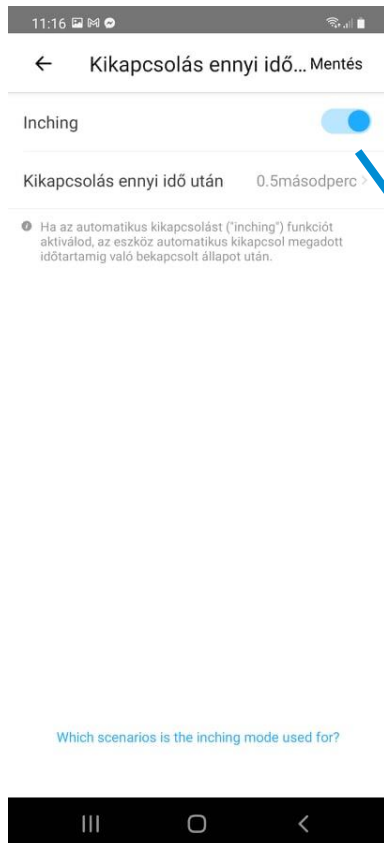 11:16
Kikapcsolás ennyi idő... Mentés
Inching
Kikapcsolás ennyi idő után 0.5másodperc
Ha az automatikus kikapcsolást ("inching") funkciót
aktiválod, az eszköz automatikus kikapcsol megadott
időtartamig való bekapcsolt állapot után.
Which scenarios is the inching mode used for?